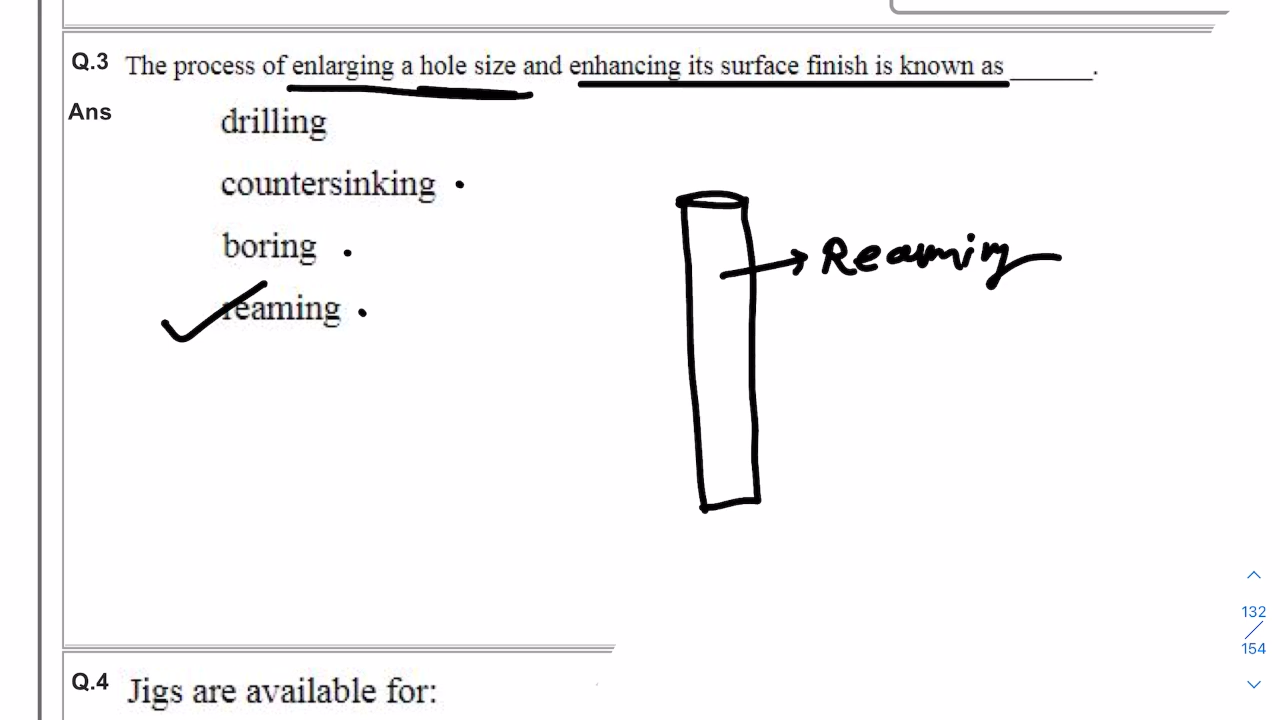 Q.3 The process of enlarging a hole size and enhancing its surface finish is known as ______.
Ans
drilling
countersinking
boring
reaming
Reaming
132
154
Q.4 Jigs are available for: